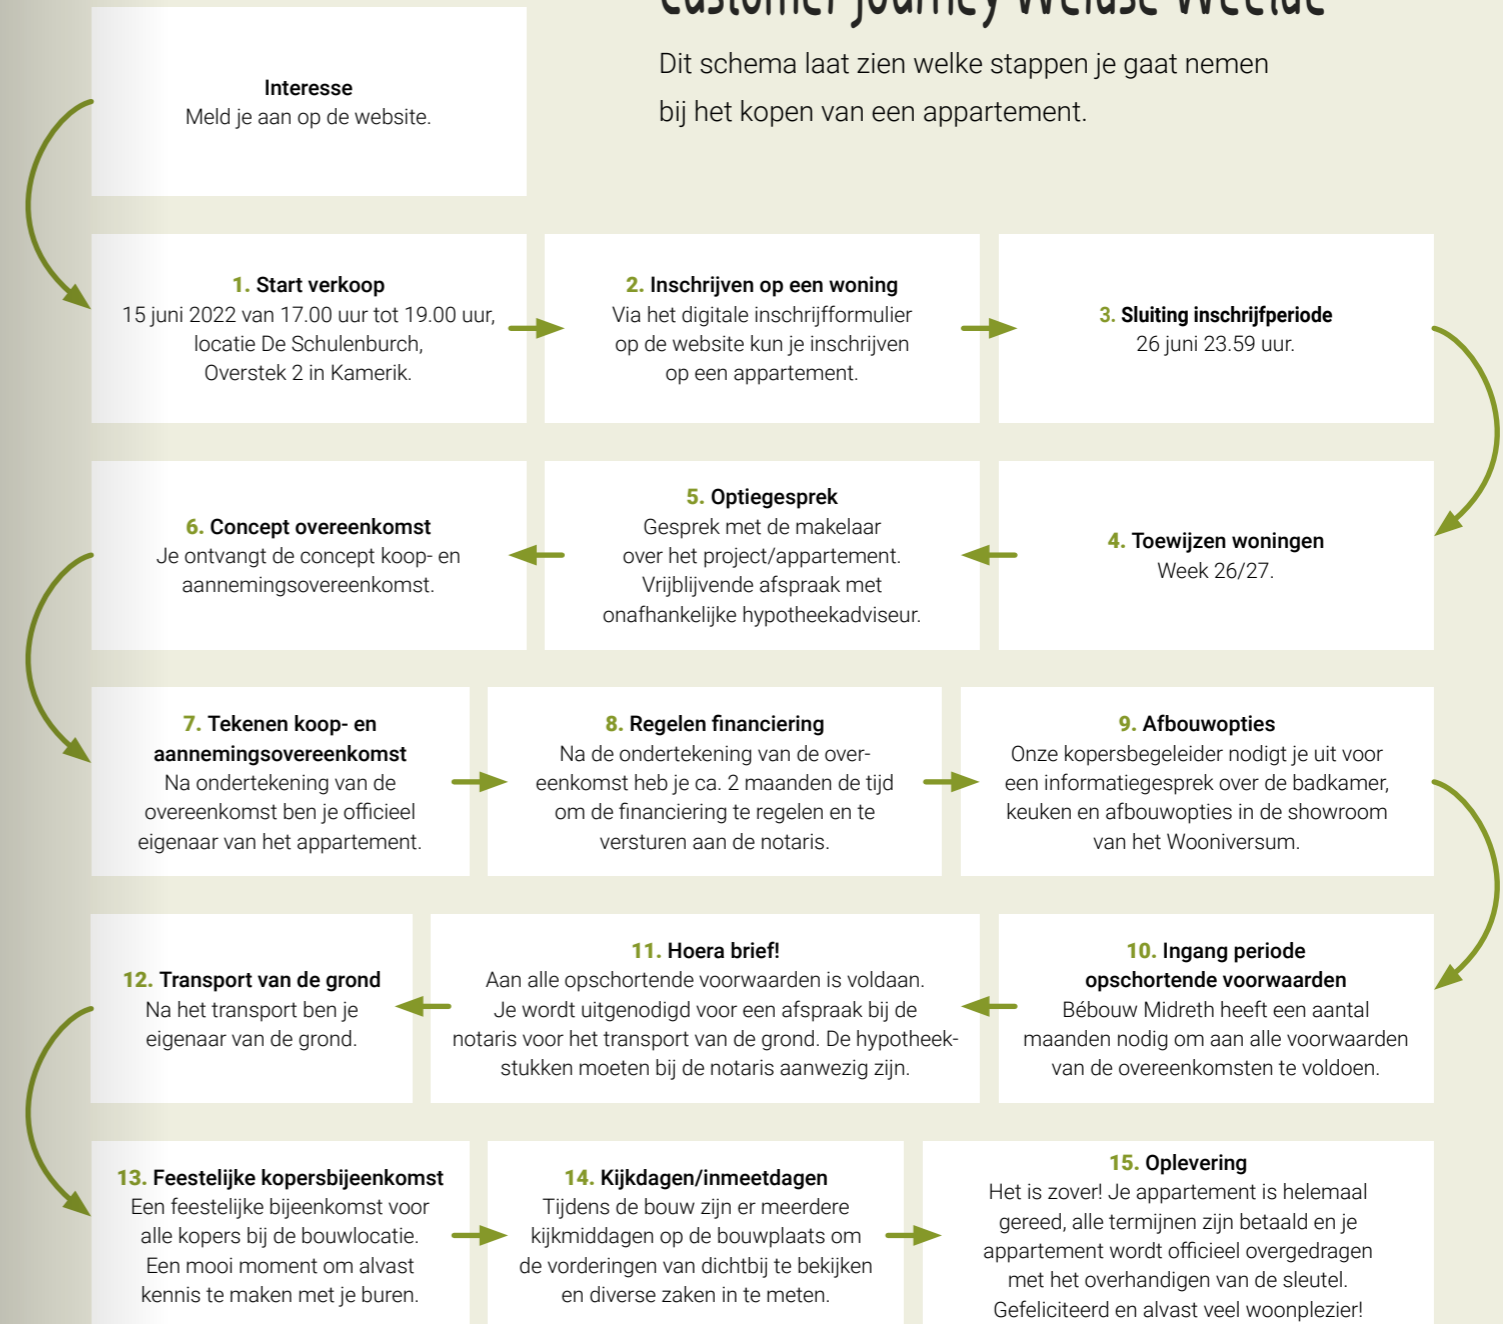 Customer journey Weidse Weelde
Dit schema laat zien welke stappen je gaat nemen
bij het kopen van een appartement.
Interesse
Meld je aan op de website.
1. Start verkoop
15 juni 2022 van 17.00 uur tot 19.00 uur,
locatie De Schulenburch,
Overstek 2 in Kamerik.
2. Inschrijven op een woning
Via het digitale inschrijfformulier
op de website kun je inschrijven
op een appartement.
3. Sluiting inschrijfperiode
26 juni 23.59 uur.
4. Toewijzen woningen
Week 26/27.
5. Optiegesprek
Gesprek met de makelaar
over het project/appartement.
Vrijblijvende afspraak met
onafhankelijke hypotheekadviseur.
6. Concept overeenkomst
Je ontvangt de concept koop- en
aannemingsovereenkomst.
7. Tekenen koop- en
aannemingsovereenkomst
Na ondertekening van de
overeenkomst ben je officieel
eigenaar van het appartement.
8. Regelen financiering
Na de ondertekening van de over-
eenkomst heb je ca. 2 maanden de tijd
om de financiering te regelen en te
versturen aan de notaris.
9. Afbouwopties
Onze kopersbegeleider nodigt je uit voor
een informatiegesprek over de badkamer,
keuken en afbouwopties in de showroom
van het Wooniversum.
10. Ingang periode
opschortende voorwaarden
Bébouw Midreth heeft een aantal
maanden nodig om aan alle voorwaarden
van de overeenkomsten te voldoen.
11. Hoera brief!
Aan alle opschortende voorwaarden is voldaan.
Je wordt uitgenodigd voor een afspraak bij de
notaris voor het transport van de grond. De hypotheek-
stukken moeten bij de notaris aanwezig zijn.
12. Transport van de grond
Na het transport ben je
eigenaar van de grond.
13. Feestelijke kopersbijeenkomst
Een feestelijke bijeenkomst voor
alle kopers bij de bouwlocatie.
Een mooi moment om alvast
kennis te maken met je buren.
14. Kijkdagen/inmeetdagen
Tijdens de bouw zijn er meerdere
kijkmiddagen op de bouwplaats om
de vorderingen van dichtbij te bekijken
en diverse zaken in te meten.
15. Oplevering
Het is zover! Je appartement is helemaal
gereed, alle termijnen zijn betaald en je
appartement wordt officieel overgedragen
met het overhandigen van de sleutel.
Gefeliciteerd en alvast veel woonplezier!